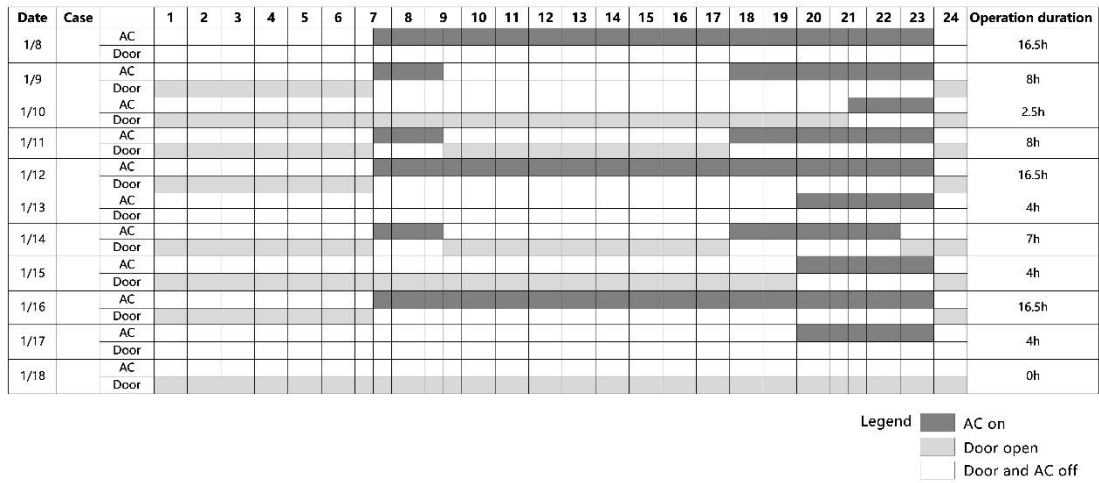 Date Case 1 2 3 4 5 6 7 8 9 10 11 12 13 14 15 16 17 18 19 20 21 22 23 24 Operation duration
1/8 AC 16.5h
Door
1/9 AC 8h
Door
1/10 AC 2.5h
Door
1/11 AC 8h
Door
1/12 AC 16.5h
Door
1/13 AC 4h
Door
1/14 AC 7h
Door
1/15 AC 4h
Door
1/16 AC 16.5h
Door
1/17 AC 4h
Door
1/18 AC 0h
Door
Legend AC on
Door open
Door and AC off